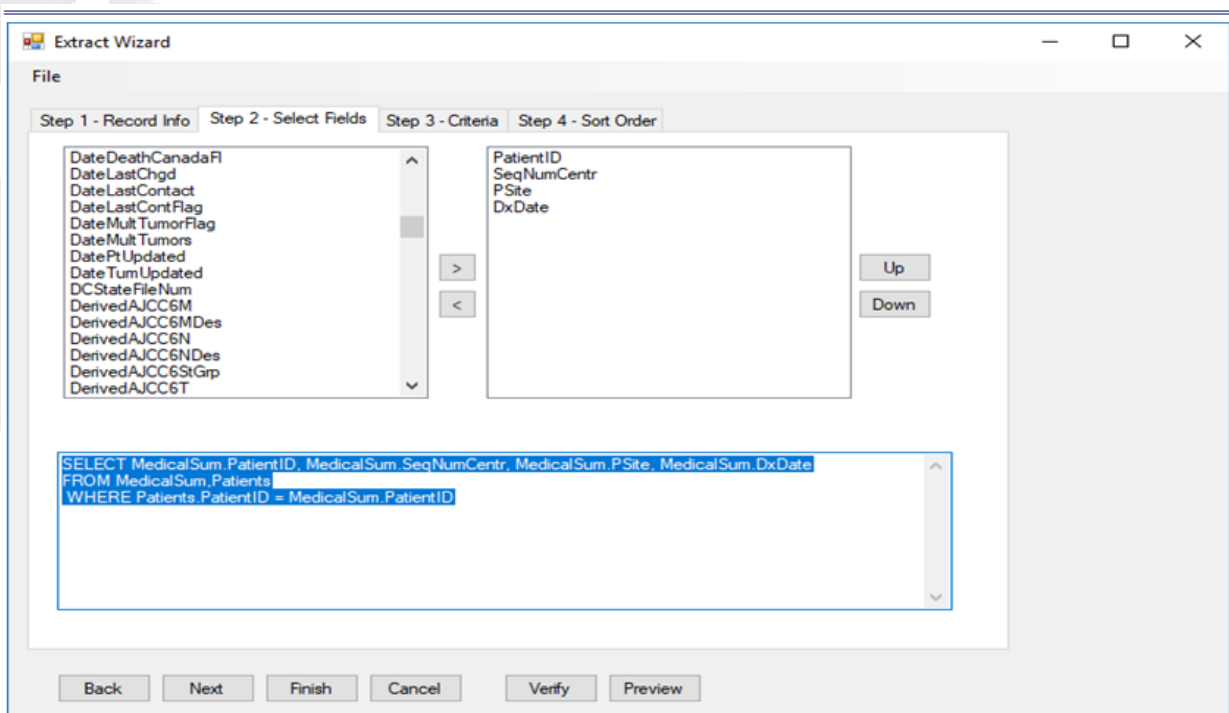 Extract Wizard
File
Step 1 - Record Info Step 2 - Select Fields Step 3 - Criteria Step 4 - Sort Order
DateDeathCanadaFl
DateLastChgd
DateLastContact
DateLastContFlag
DateMultTumorFlag
DateMultTumors
DatePtUpdated
DateTumUpdated
DCStateFileNum
DerivedAJCC6M
DerivedAJCC6MDes
DerivedAJCC6N
DerivedAJCC6NDes
DerivedAJCC6StGrp
DerivedAJCC6T
>
<
PatientID
SeqNumCentr
PSite
DxDate
Up
Down
SELECT MedicalSum.PatientID, MedicalSum.SeqNumCentr, MedicalSum.PSite, MedicalSum.DxDate
FROM MedicalSum,Patients
WHERE Patients.PatientID = MedicalSum.PatientID
Back Next Finish Cancel Verify Preview